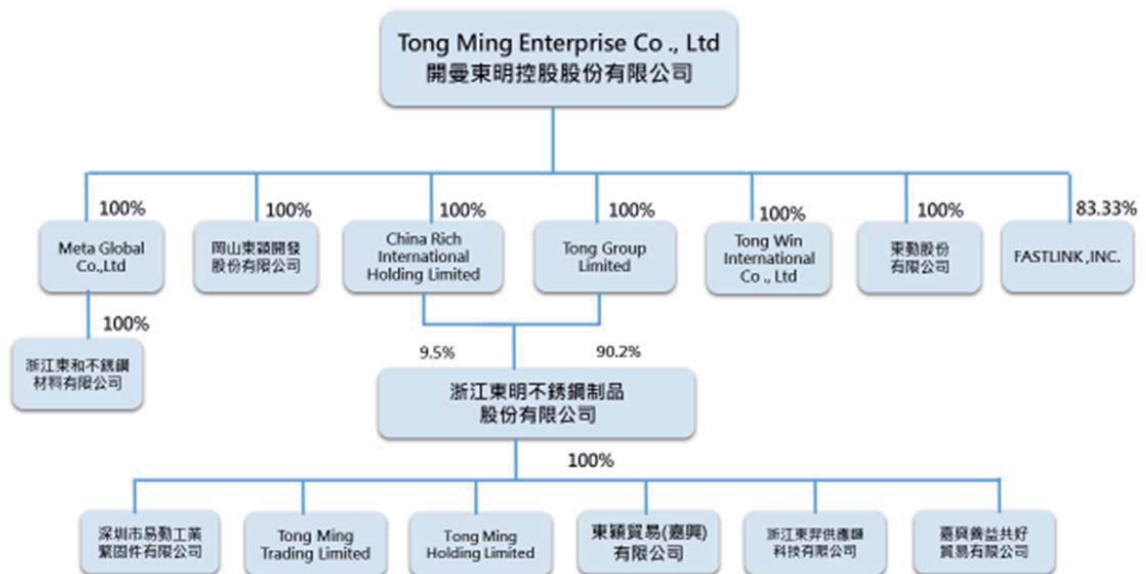 Tong Ming Enterprise Co ., Ltd
開曼東明控股股份有限公司
100%
100%
100%
100%
100%
100%
83.33%
Meta Global
Co.,Ltd
岡山東穎開發
股份有限公司
China Rich
International
Holding Limited
Tong Group
Limited
Tong Win
International
Co ., Ltd
東勤股份
有限公司
FASTLINK ,INC.
100%
浙江東和不銹鋼
材料有限公司
9.5%
90.2%
浙江東明不銹鋼制品
股份有限公司
100%
深圳市易勤工業
緊固件有限公司
Tong Ming
Trading Limited
Tong Ming
Holding Limited
東穎貿易(嘉興)
有限公司
浙江東羿供應鏈
科技有限公司
嘉興義益共好
貿易有限公司